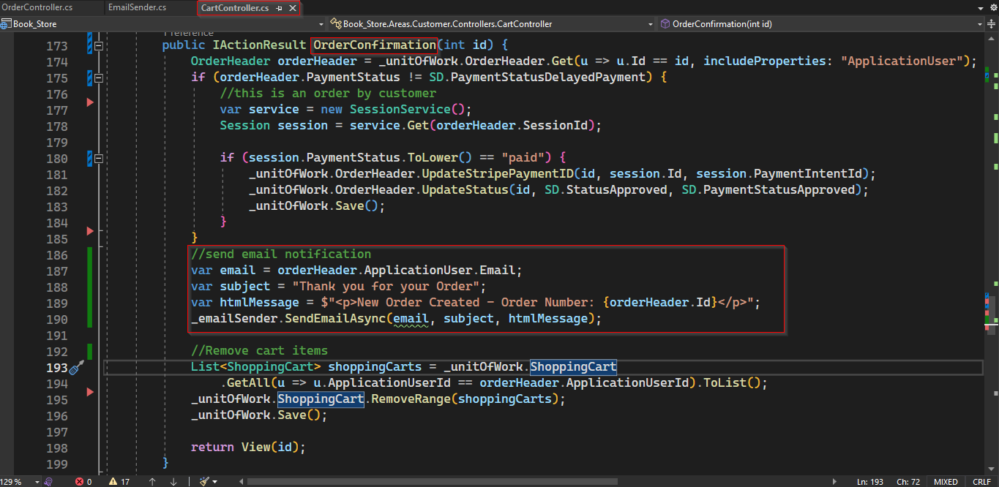 OrderController.cs EmailSender.cs CartController.cs
Book_Store Book_Store.Areas.Customer.Controllers.CartController OrderConfirmation(int id)
1 reference
173 public IActionResult OrderConfirmation(int id) {
174 OrderHeader orderHeader = _unitOfWork.OrderHeader.Get(u => u.Id == id, includeProperties: "ApplicationUser");
175 if (orderHeader.PaymentStatus != SD.PaymentStatusDelayedPayment) {
176 //this is an order by customer
177 var service = new SessionService();
178 Session session = service.Get(orderHeader.SessionId);
179
180 if (session.PaymentStatus.ToLower() == "paid") {
181 _unitOfWork.OrderHeader.UpdateStripePaymentID(id, session.Id, session.PaymentIntentId);
182 _unitOfWork.OrderHeader.UpdateStatus(id, SD.StatusApproved, SD.PaymentStatusApproved);
183 _unitOfWork.Save();
184 }
185 }
186 //send email notification
187 var email = orderHeader.ApplicationUser.Email;
188 var subject = "Thank you for your Order";
189 var htmlMessage = $"<p>New Order Created - Order Number: {orderHeader.Id}</p>";
190 _emailSender.SendEmailAsync(email, subject, htmlMessage);
191
192 //Remove cart items
193 List<ShoppingCart> shoppingCarts = _unitOfWork.ShoppingCart
194 .GetAll(u => u.ApplicationUserId == orderHeader.ApplicationUserId).ToList();
195 _unitOfWork.ShoppingCart.RemoveRange(shoppingCarts);
196 _unitOfWork.Save();
197
198 return View(id);
199 }
129 % 0 17 Ln: 193 Ch: 72 MIXED CRLF